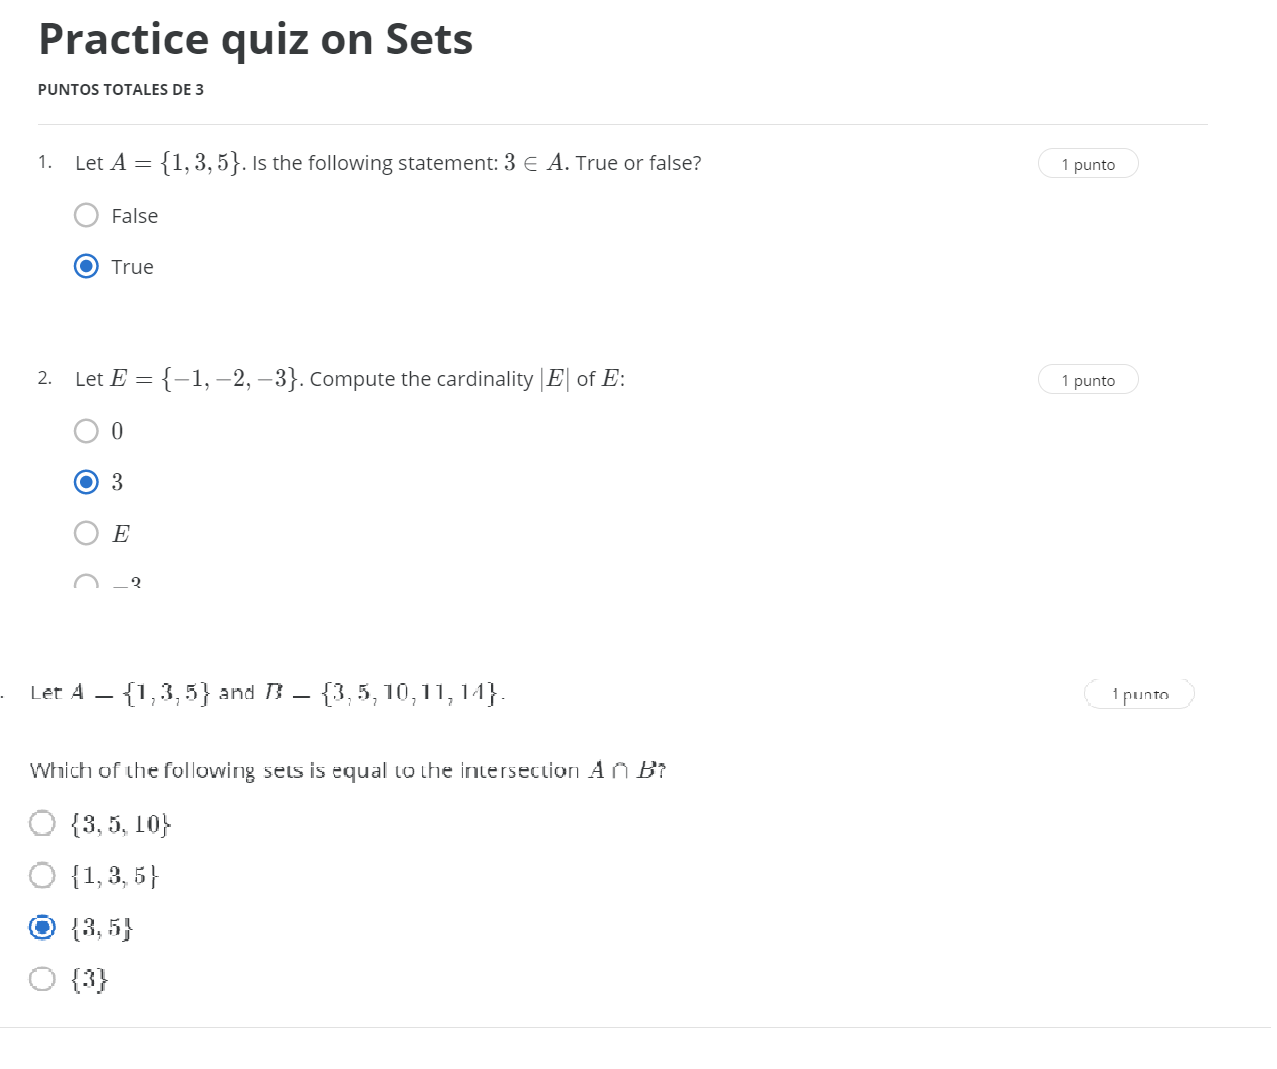 Practice quiz on Sets
PUNTOS TOTALES DE 3
1. Let A = {1, 3, 5}. Is the following statement: 3 ∈ A. True or false?
1 punto
False
True
2. Let E = {−1, −2, −3}. Compute the cardinality |E| of E:
1 punto
0
3
E
−3
. Let A = {1, 3, 5} and B = {3, 5, 10, 11, 14}.
1 punto
Which of the following sets is equal to the intersection A ∩ B?
{3, 5, 10}
{1, 3, 5}
{3, 5}
{3}